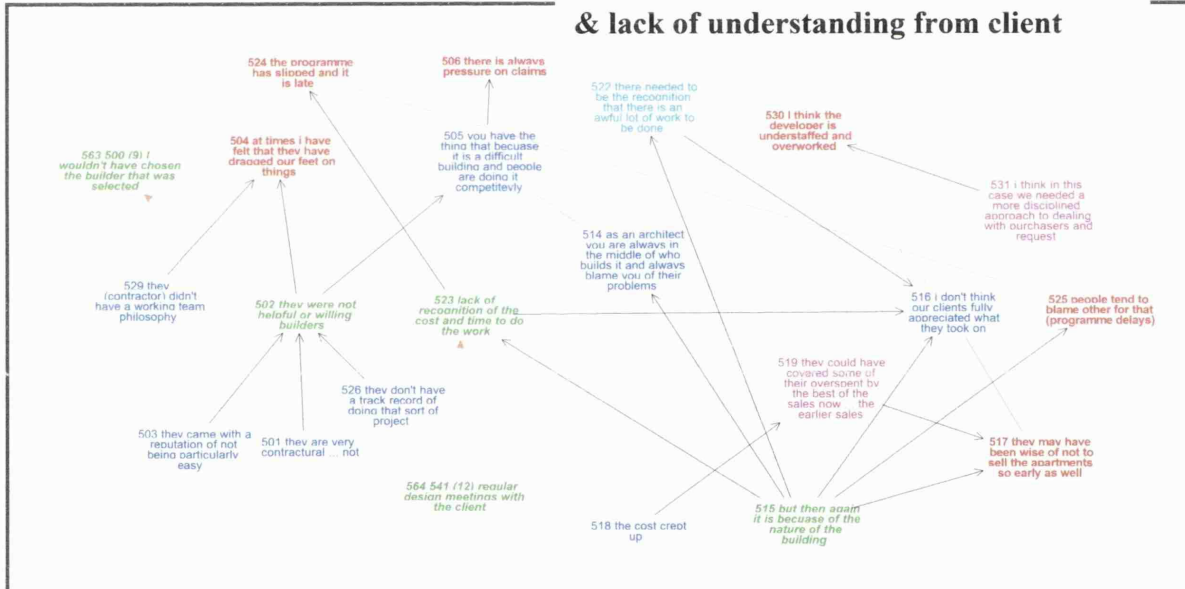 & lack of understanding from client
524 the programme
has slipped and it
is late
506 there is always
pressure on claims
522 there needed to
be the recognition
that there is an
awful lot of work to
be done
530 I think the
developer is
understaffed and
overworked
563 500 (9) I
wouldn't have chosen
the builder that was
selected
504 at times i have
felt that they have
dragged our feet on
things
505 you have the
thing that becuase
it is a difficult
building and people
are doing it
competitevly
531 i think in this
case we needed a
more disciplined
approach to dealing
with purchasers and
request
514 as an architect
you are always in
the middle of who
builds it and always
blame you of their
problems
529 they
(contractor) didn't
have a working team
philosophy
502 they were not
helpful or willing
builders
523 lack of
recognition of the
cost and time to do
the work
516 i don't think
our clients fully
appreciated what
they took on
525 people tend to
blame other for that
(programme delays)
519 they could have
covered some of
their overspent by
the best of the
sales now the
earlier sales
526 they don't have
a track record of
doing that sort of
project
503 they came with a
reputation of not
being particularly
easy
501 they are very
contractural ... not
517 they may have
been wise of not to
sell the apartments
so early as well
564 541 (12) regular
design meetings with
the client
518 the cost crept
up
515 but then again
it is becuase of the
nature of the
building